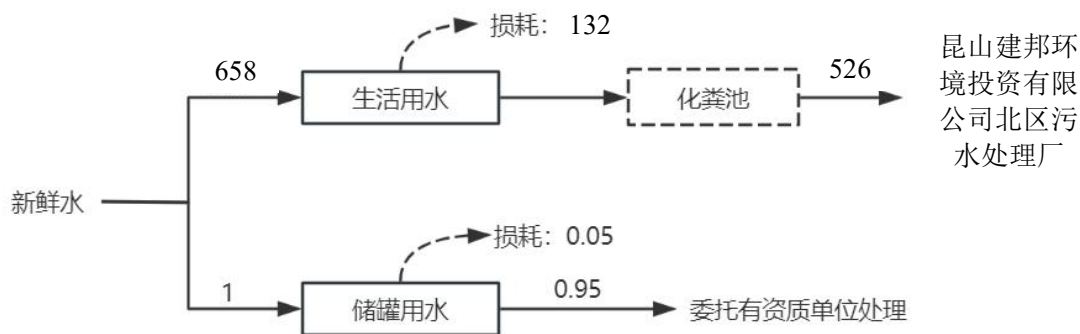 损耗：132
658
生活用水
化粪池
526
昆山建邦环
境投资有限
公司北区污
水处理厂
新鲜水
损耗：0.05
1
储罐用水
0.95
委托有资质单位处理